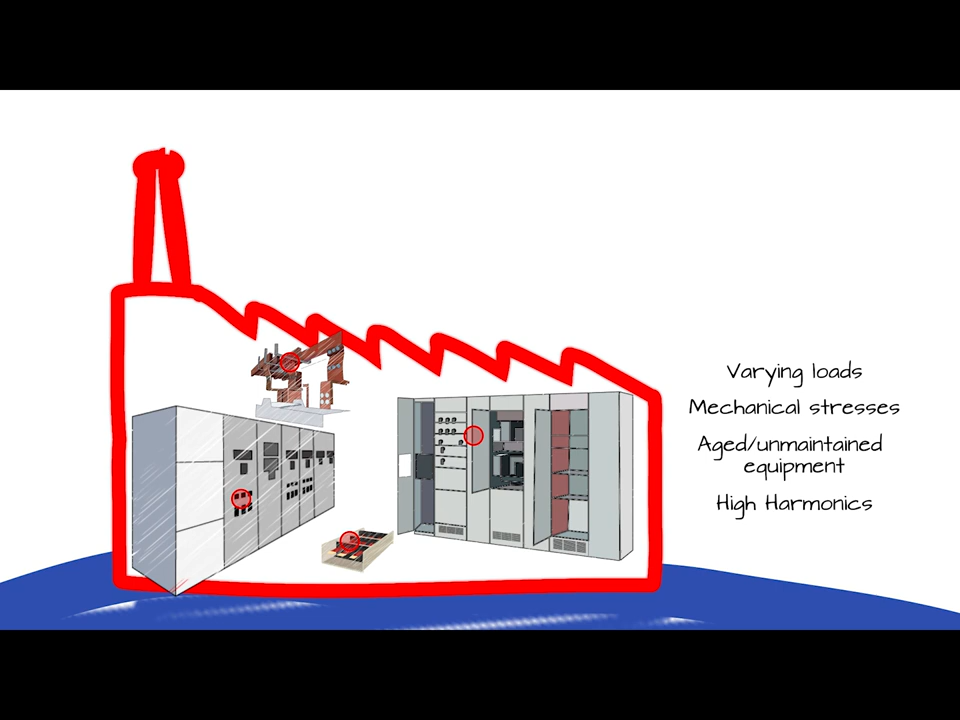 Varying loads
Mechanical stresses
Aged/unmaintained
equipment
High Harmonics